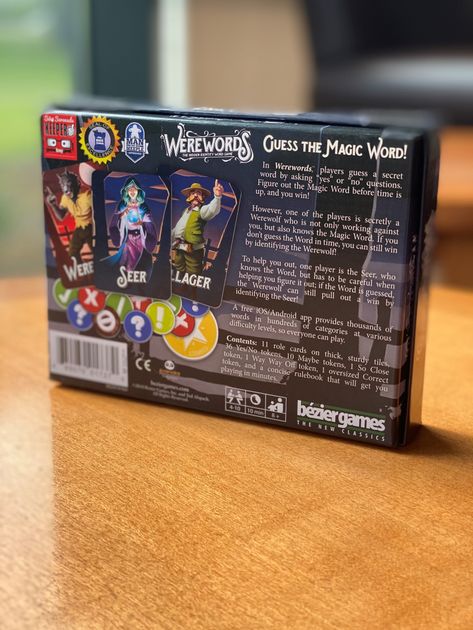 KEEPER
WEREWORDS
GUESS THE MAGIC WORD!
In Werewords, players guess a secret
word by asking "yes" or "no" questions.
Figure out the Magic Word before time is
up, and you win!
However, one of the players is secretly a
Werewolf who is not only working against
you, but also knows the Magic Word. If you
don't guess the Word in time, you can still win
by identifying the Werewolf!
To help you out, one player is the Seer, who
knows the Word, but has to be careful when
helping you figure it out; if the Word is guessed,
the Werewolf can still pull out a win by
identifying the Seer!
A free iOS/Android app provides thousands of
words in hundreds of categories at various
difficulty levels, so everyone can play.
Contents: 11 role cards on thick, sturdy tiles,
36 Yes/No tokens, 10 Maybe tokens, 1 So Close
token, 1 Way Way Off token, 1 oversized Correct
token, and a concise rulebook that will get you
playing in minutes.
WERE
SEER
LAGER
CE
beziergames.com
4-10
10 min
8+
béziergames
THE NEW CLASSICS